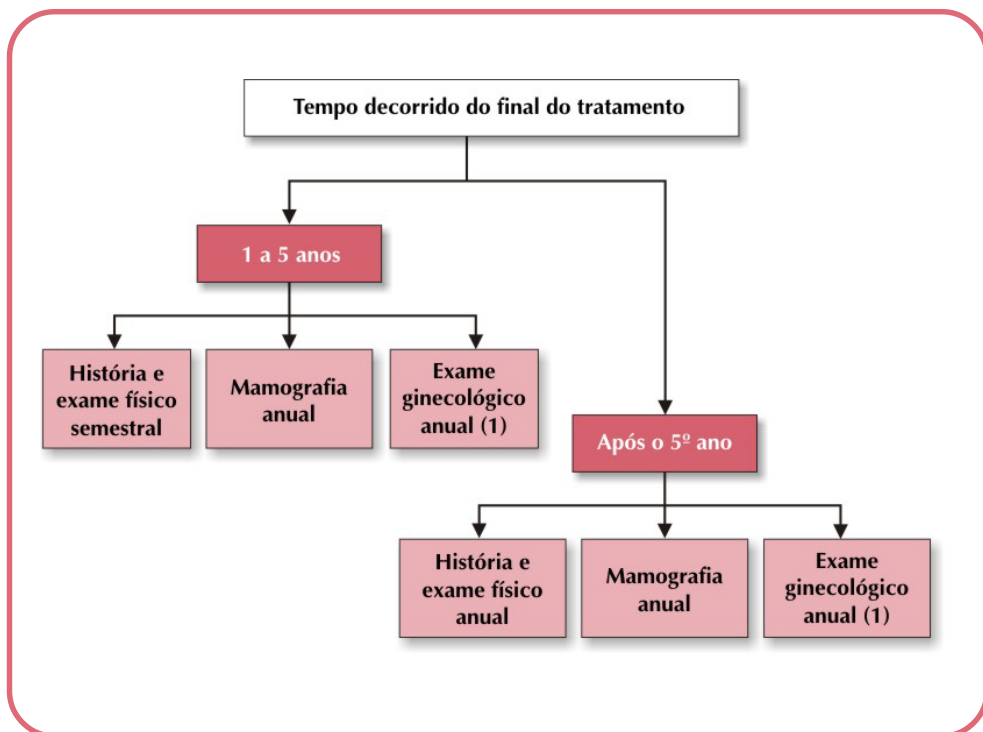 Tempo decorrido do final do tratamento
1 a 5 anos
História e
exame físico
semestral
Mamografia
anual
Exame
ginecológico
anual (1)
Após o 5º ano
História e
exame físico
anual
Mamografia
anual
Exame
ginecológico
anual (1)